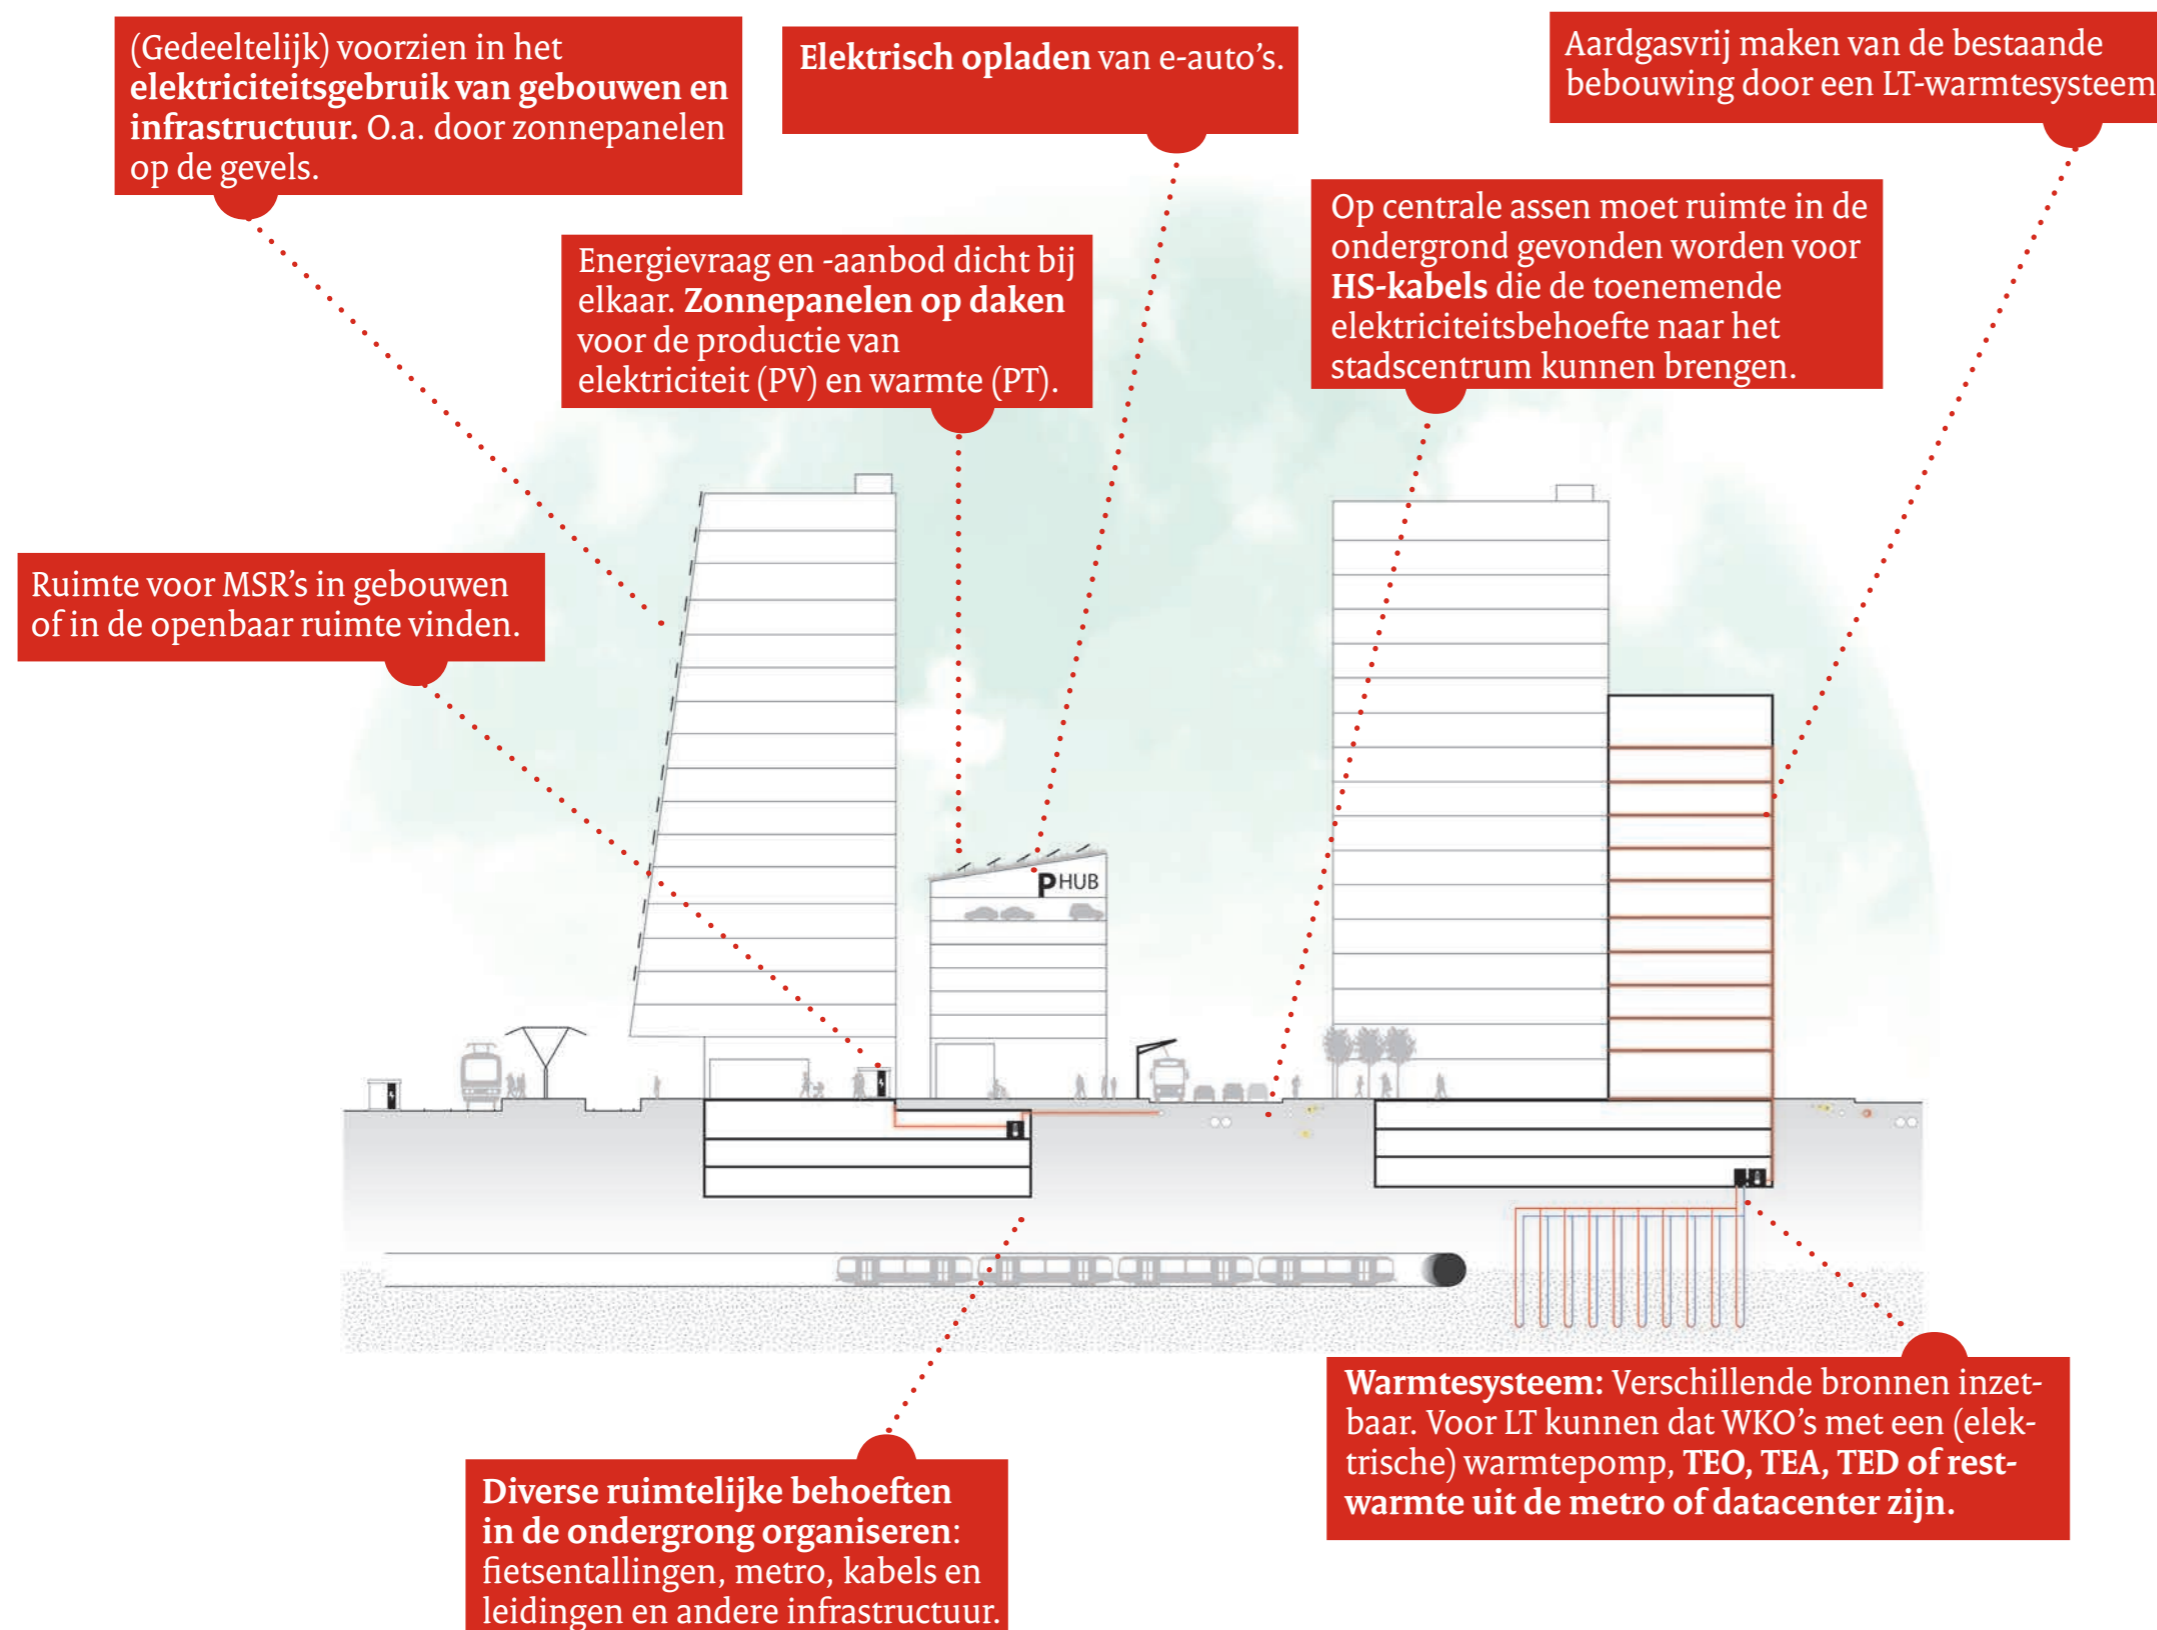 (Gedeeltelijk) voorzien in het
elektriciteitsgebruik van gebouwen en
infrastructuur. O.a. door zonnepanelen
op de gevels.
Elektrisch opladen van e-auto's.
Aardgasvrij maken van de bestaande
bebouwing door een LT-warmtesysteem
Op centrale assen moet ruimte in de
ondergrond gevonden worden voor
HS-kabels die de toenemende
elektriciteitsbehoefte naar het
stadscentrum kunnen brengen.
Energievraag en -aanbod dicht bij
elkaar. Zonnepanelen op daken
voor de productie van
elektriciteit (PV) en warmte (PT).
Ruimte voor MSR's in gebouwen
of in de openbaar ruimte vinden.
P HUB
Warmtesysteem: Verschillende bronnen inzet-
baar. Voor LT kunnen dat WKO's met een (elek-
trische) warmtepomp, TEO, TEA, TED of rest-
warmte uit de metro of datacenter zijn.
Diverse ruimtelijke behoeften
in de ondergrong organiseren:
fietsentallingen, metro, kabels en
leidingen en andere infrastructuur.